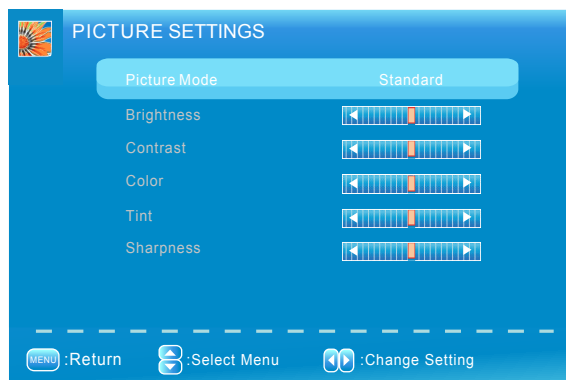 PICTURE SETTINGS
Picture Mode Standard
Brightness
Contrast
Color
Tint
Sharpness
MENU :Return :Select Menu :Change Setting